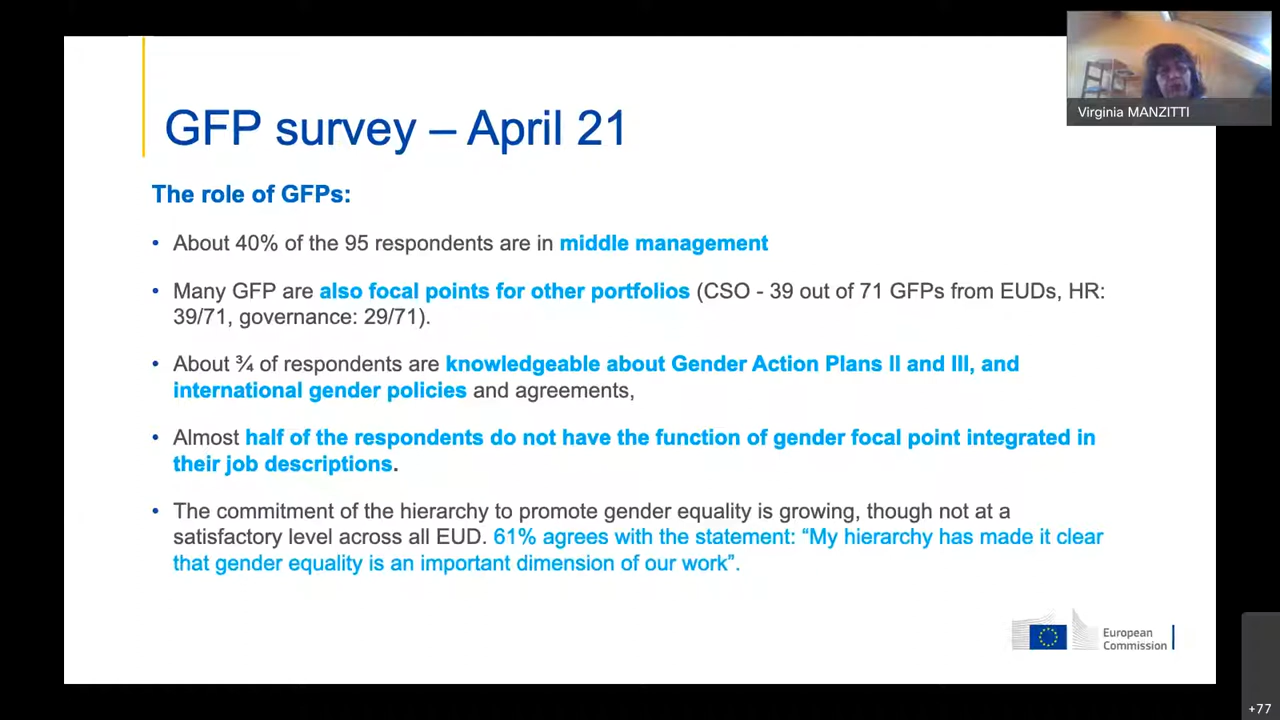 Virginia MANZITTI
GFP survey – April 21
The role of GFPs:
• About 40% of the 95 respondents are in middle management
• Many GFP are also focal points for other portfolios (CSO - 39 out of 71 GFPs from EUDs, HR:
39/71, governance: 29/71).
• About ¾ of respondents are knowledgeable about Gender Action Plans II and III, and
international gender policies and agreements,
• Almost half of the respondents do not have the function of gender focal point integrated in
their job descriptions.
• The commitment of the hierarchy to promote gender equality is growing, though not at a
satisfactory level across all EUD. 61% agrees with the statement: “My hierarchy has made it clear
that gender equality is an important dimension of our work”.
European
Commission
+77